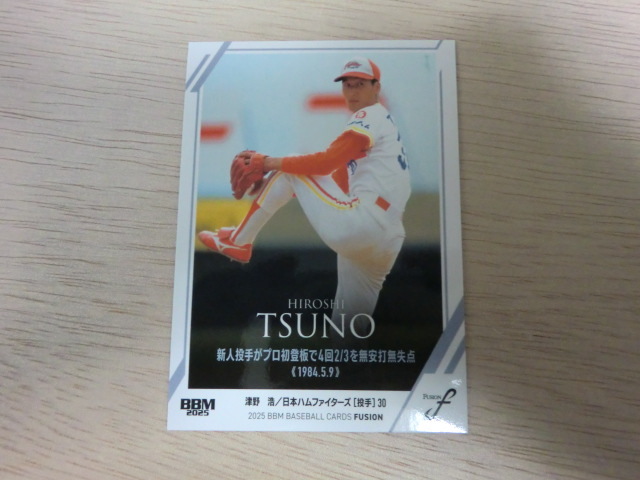 HIROSHI
TSUNO
新人投手がプロ初登板で4回2/3を無安打無失点
《1984.5.9》
BBM
2025
津野 浩／日本ハムファイターズ [投手] 30
2025 BBM BASEBALL CARDS FUSION
FUSION
f